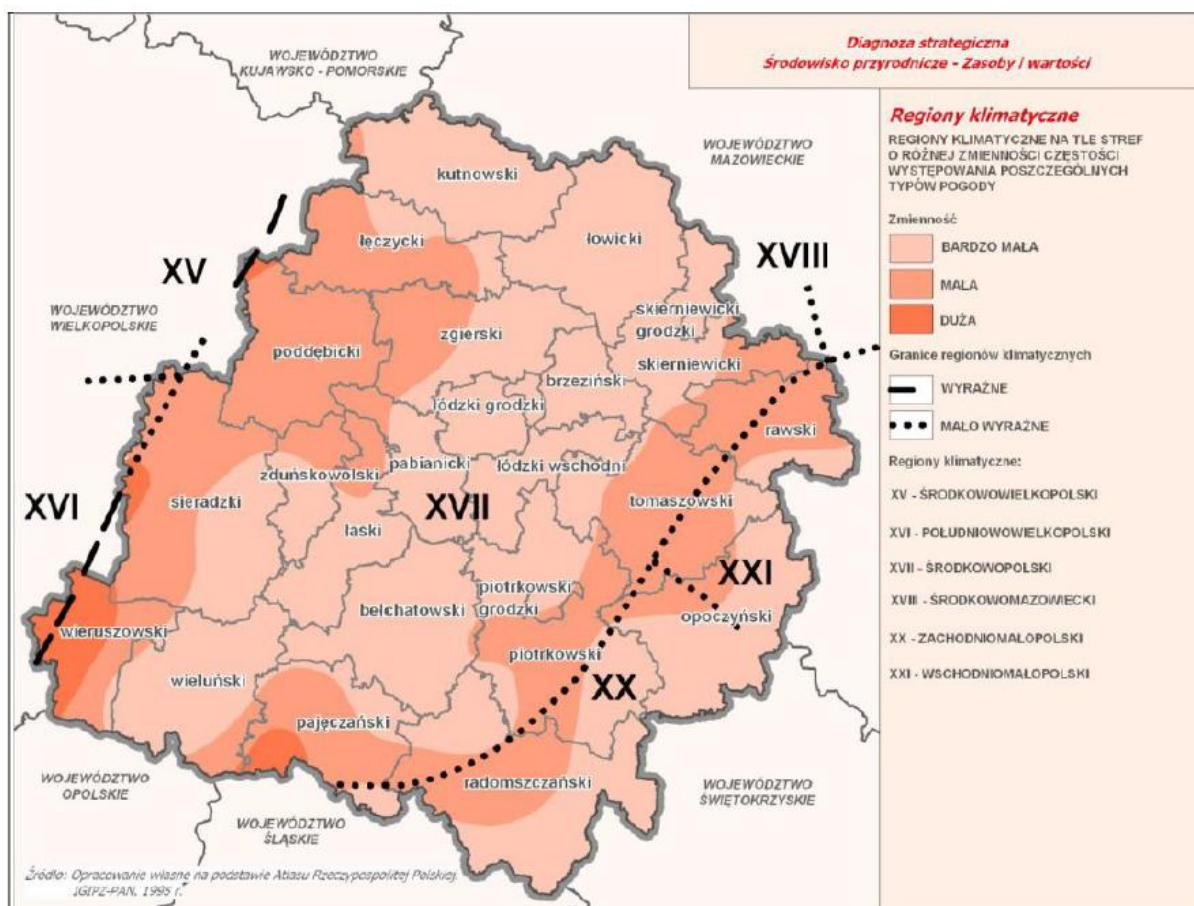 Diagnoza strategiczna
Środowisko przyrodnicze - Zasoby i wartości
Regiony klimatyczne
REGIONY KLIMATYCZNE NA TLE STREF
O RÓŻNEJ ZMIENNOŚCI CZĘSTOŚCI
WYSTĘPOWANIA POSZCZEGÓLNYCH
TYPÓW POGODY
Zmienność
BARDZO MAŁA
MAŁA
DUŻA
Granice regionów klimatycznych
WYRAŹNE
MAŁO WYRAŹNE
Regiony klimatyczne:
XV - ŚRODKOWOWIELKOPOLSKI
XVI - POŁUDNIOWOWIELKOPOLSKI
XVII - ŚRODKOWOPOLSKI
XVIII - ŚRODKOWOMAZOWIECKI
XX - ZACHODNIOMAŁOPOLSKI
XXI - WSCHODNIOMAŁOPOLSKI
WOJEWÓDZTWO
KUJAWSKO - POMORSKIE
WOJEWÓDZTWO
MAZOWIECKIE
kutnowski
łęczycki
łowicki
XV
XVIII
WOJEWÓDZTWO
WIELKOPOLSKIE
skierniewicki
grodzki
zgierski
poddębicki
skierniewicki
brzeziński
łódzki grodzki
rawski
pabianicki
łódzki wschodni
zduńskowolski
sieradzki
tomaszowski
XVI
XVII
łaski
XXI
piotrkowski
grodzki
bełchatowski
opoczyński
wieruszowski
piotrkowski
wieluński
XX
pajęczański
radomszczański
WOJEWÓDZTWO
OPOLSKIE
WOJEWÓDZTWO
ŚLĄSKIE
WOJEWÓDZTWO
ŚWIĘTOKRZYSKIE
Źródło: Opracowanie własne na podstawie Atlasu Rzeczypospolitej Polskiej.
IGIPZ-PAN, 1995 r.